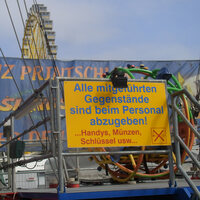 Alle mitgeführten
Gegenstände
sind beim Personal
abzugeben!
...Handys, Münzen,
Schlüssel usw...